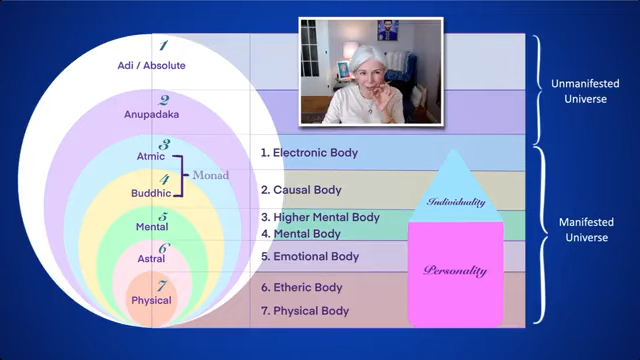 1
Adi / Absolute
2
Anupadaka
3
Atmic
4
Buddhic
Monad
5
Mental
6
Astral
7
Physical
1. Electronic Body
2. Causal Body
3. Higher Mental Body
4. Mental Body
5. Emotional Body
6. Etheric Body
7. Physical Body
Individuality
Personality
Unmanifested
Universe
Manifested
Universe